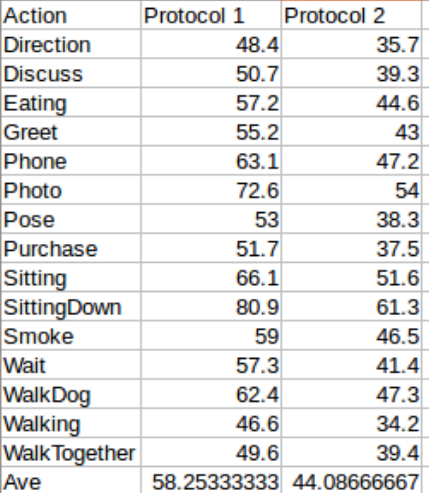 Action Protocol 1 Protocol 2
Direction 48.4 35.7
Discuss 50.7 39.3
Eating 57.2 44.6
Greet 55.2 43
Phone 63.1 47.2
Photo 72.6 54
Pose 53 38.3
Purchase 51.7 37.5
Sitting 66.1 51.6
SittingDown 80.9 61.3
Smoke 59 46.5
Wait 57.3 41.4
WalkDog 62.4 47.3
Walking 46.6 34.2
WalkTogether 49.6 39.4
Ave 58.25333333 44.08666667